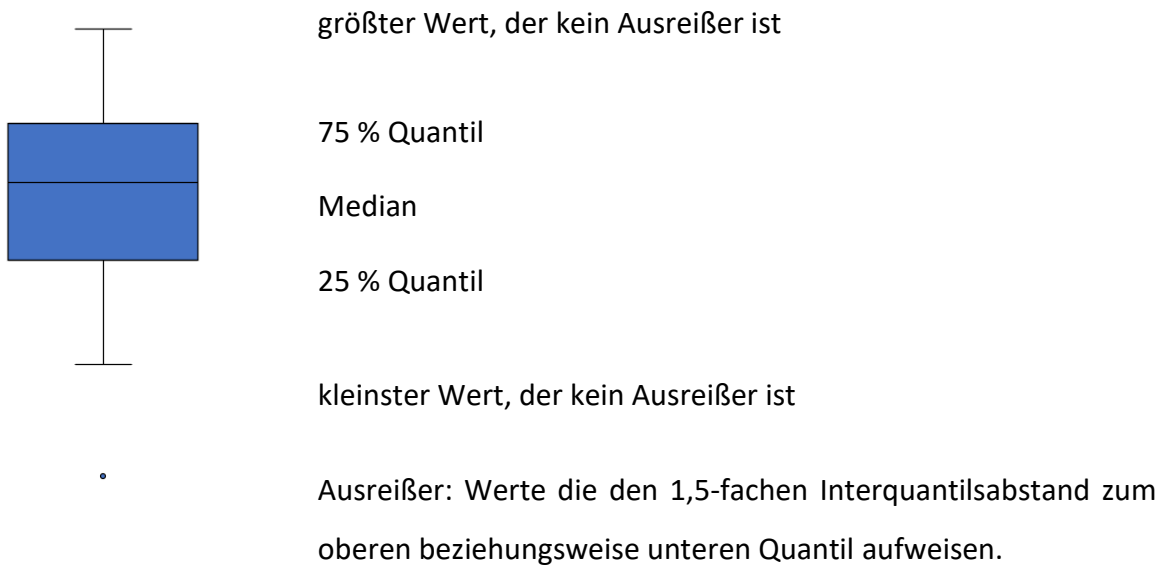 größter Wert, der kein Ausreißer ist
75 % Quantil
Median
25 % Quantil
kleinster Wert, der kein Ausreißer ist
Ausreißer: Werte die den 1,5-fachen Interquantilsabstand zum
oberen beziehungsweise unteren Quantil aufweisen.